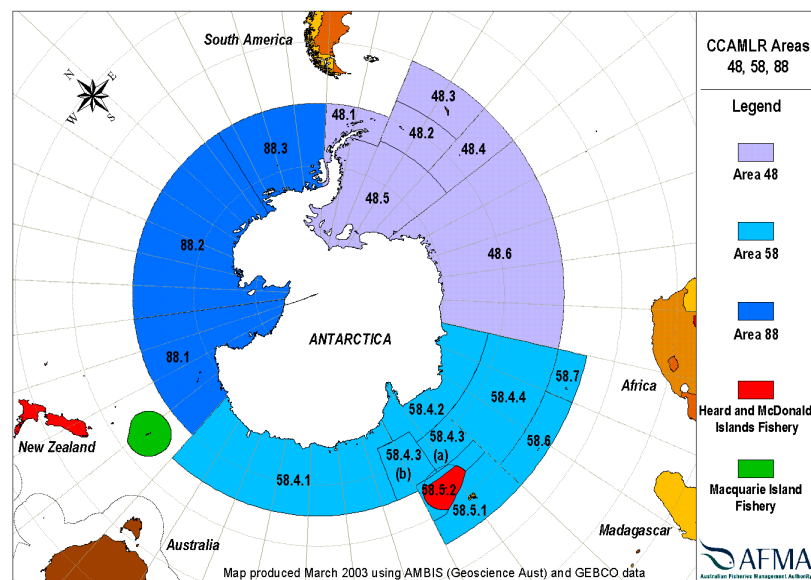 South America
N
E
W
S
CCAMLR Areas
48, 58, 88
Legend
Area 48
Area 58
Area 88
Heard and McDonald
Islands Fishery
Macquarie Island
Fishery
48.3
48.1
48.2
48.4
88.3
48.5
88.2
48.6
ANTARCTICA
88.1
58.7
Africa
58.4.4
58.4.2
New Zealand
58.4.3
(a)
58.6
58.4.3
(b)
58.4.1
58.5.2
58.5.1
Madagascar
Australia
AFMA
Australian Fisheries Management Authority
Map produced March 2003 using AMBIS (Geoscience Aust) and GEBCO data